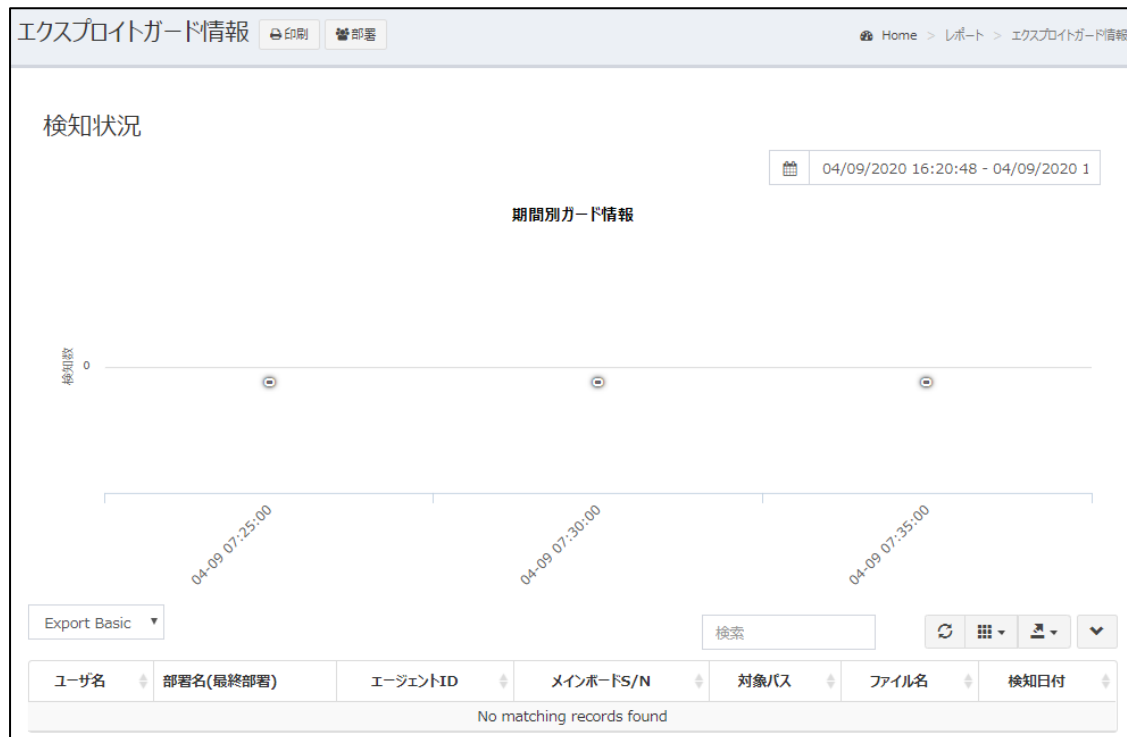 エクスプロイトガード情報 印刷 部署 Home > レポート > エクスプロイトガード情報
検知状況
04/09/2020 16:20:48 - 04/09/2020 1
期間別ガード情報
検知数
0
04-09 07:25:00 04-09 07:30:00 04-09 07:35:00
Export Basic 検索
ユーザ名 部署名(最終部署) エージェントID メインボードS/N 対象パス ファイル名 検知日付
No matching records found